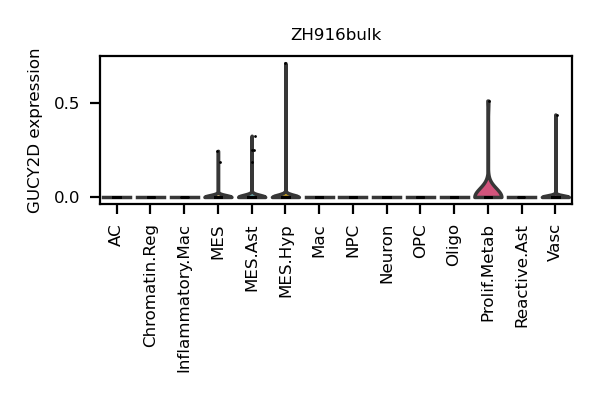 ZH916bulk
GUCY2D expression
0.5
0.0
AC
Chromatin.Reg
Inflammatory.Mac
MES
MES.Ast
MES.Hyp
Mac
NPC
Neuron
OPC
Oligo
Prolif.Metab
Reactive.Ast
Vasc